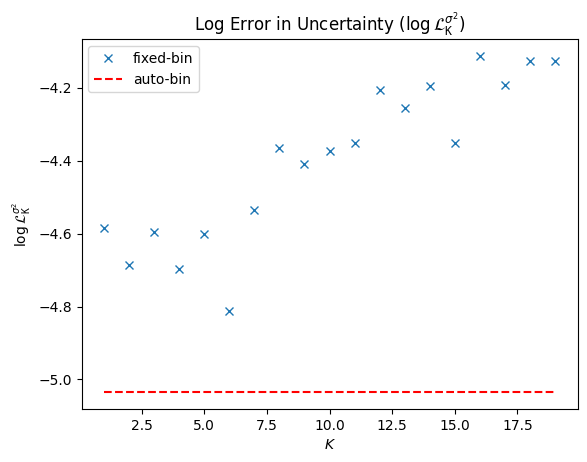 Log Error in Uncertainty (log ℒ_K^{σ²})
fixed-bin
auto-bin
−4.2
−4.4
−4.6
−4.8
−5.0
log ℒ_K^{σ²}
2.5 5.0 7.5 10.0 12.5 15.0 17.5
K